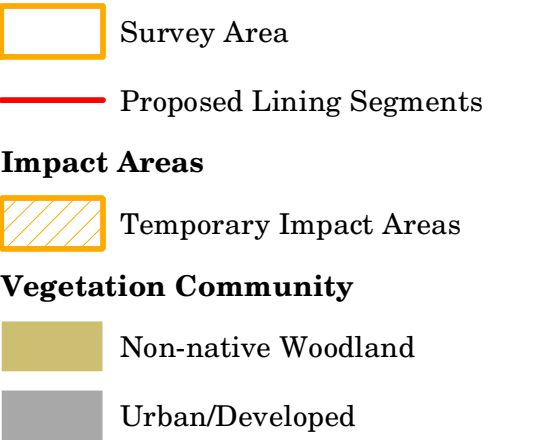 Survey Area
Proposed Lining Segments
Impact Areas
Temporary Impact Areas
Vegetation Community
Non-native Woodland
Urban/Developed